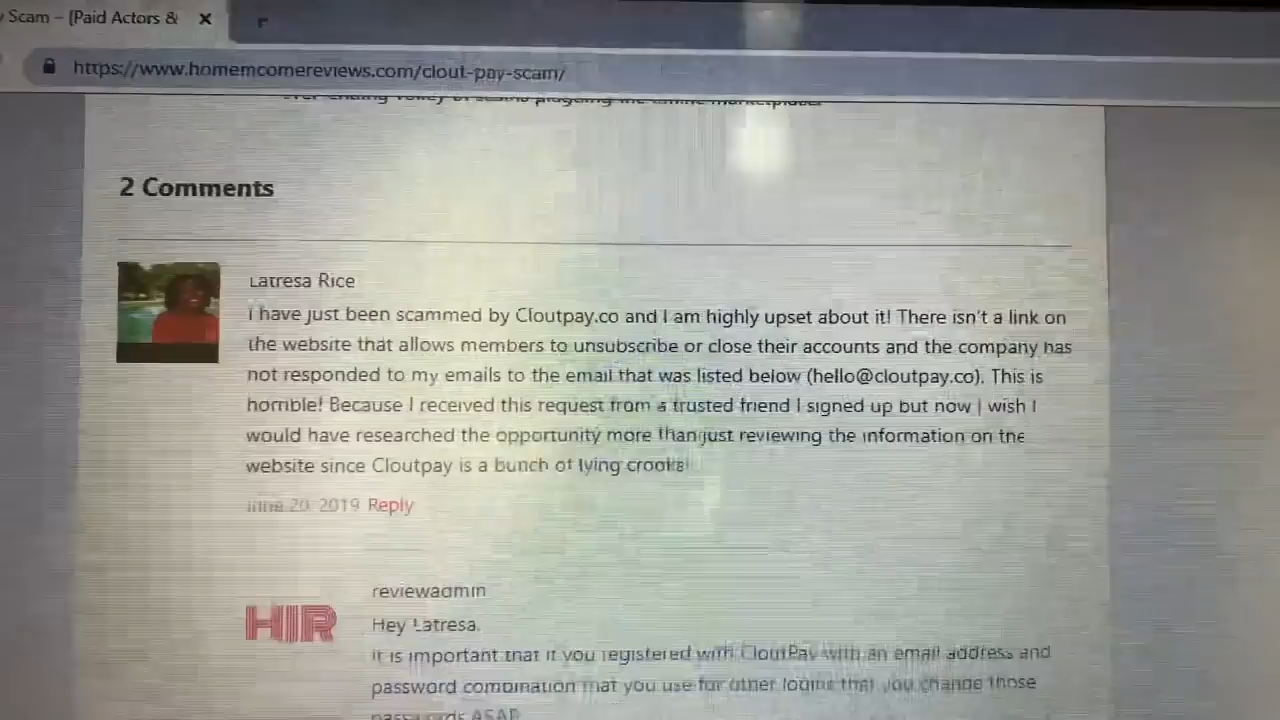 Scam – [Paid Actors &
https://www.homemcomereviews.com/clout-pay-scam/
2 Comments
Latresa Rice
I have just been scammed by Cloutpay.co and I am highly upset about it! There isn't a link on
the website that allows members to unsubscribe or close their accounts and the company has
not responded to my emails to the email that was listed below (hello@cloutpay.co). This is
horrible! Because I received this request from a trusted friend I signed up but now I wish I
would have researched the opportunity more than just reviewing the information on the
website since Cloutpay is a bunch of lying crooks!
June 20, 2019 Reply
HIR
reviewadmin
Hey Latresa,
It is important that if you registered with CloutPay with an email address and
password combination that you use for other logins that you change those
passwords ASAP